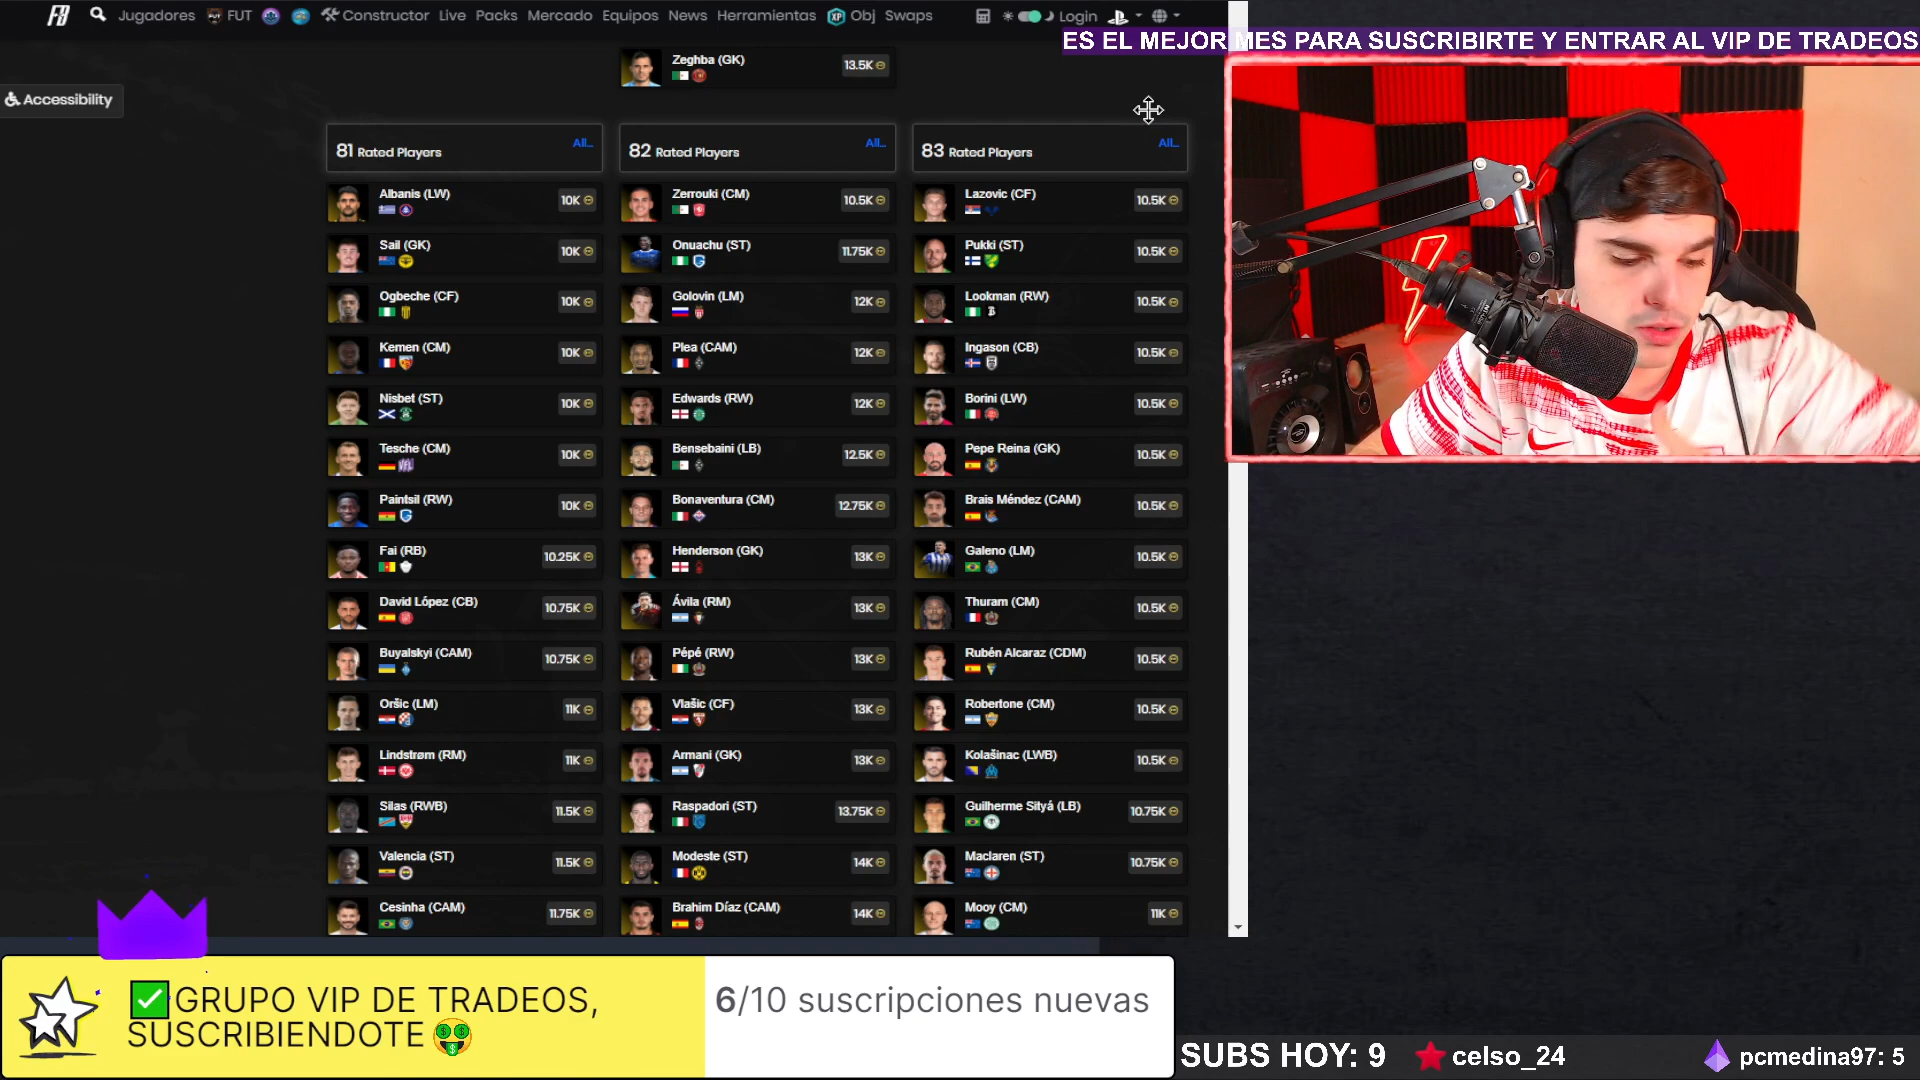 Jugadores FUT Constructor Live Packs Mercado Equipos News Herramientas XP Obj Swaps Login
ES EL MEJOR MES PARA SUSCRIBIRTE Y ENTRAR AL VIP DE TRADEOS
Zeghba (GK) 13.5K
Accessibility
81 Rated Players All...
Albanis (LW) 10K
Sail (GK) 10K
Ogbeche (CF) 10K
Kemen (CM) 10K
Nisbet (ST) 10K
Tesche (CM) 10K
Paintsil (RW) 10K
Fai (RB) 10.25K
David López (CB) 10.75K
Buyalskyi (CAM) 10.75K
Oršic (LM) 11K
Lindstrøm (RM) 11K
Silas (RWB) 11.5K
Valencia (ST) 11.5K
Cesinha (CAM) 11.75K
82 Rated Players All...
Zerrouki (CM) 10.5K
Onuachu (ST) 11.75K
Golovin (LM) 12K
Plea (CAM) 12K
Edwards (RW) 12K
Bensebaini (LB) 12.5K
Bonaventura (CM) 12.75K
Henderson (GK) 13K
Ávila (RM) 13K
Pépé (RW) 13K
Vlašic (CF) 13K
Armani (GK) 13K
Raspadori (ST) 13.75K
Modeste (ST) 14K
Brahim Díaz (CAM) 14K
83 Rated Players All...
Lazovic (CF) 10.5K
Pukki (ST) 10.5K
Lookman (RW) 10.5K
Ingason (CB) 10.5K
Borini (LW) 10.5K
Pepe Reina (GK) 10.5K
Brais Méndez (CAM) 10.5K
Galeno (LM) 10.5K
Thuram (CM) 10.5K
Rubén Alcaraz (CDM) 10.5K
Robertone (CM) 10.5K
Kolašinac (LWB) 10.5K
Guilherme Sityá (LB) 10.75K
Maclaren (ST) 10.75K
Mooy (CM) 11K
✅GRUPO VIP DE TRADEOS,
SUSCRIBIENDOTE🤑
6/10 suscripciones nuevas
SUBS HOY: 9 celso_24 pcmedina97: 5